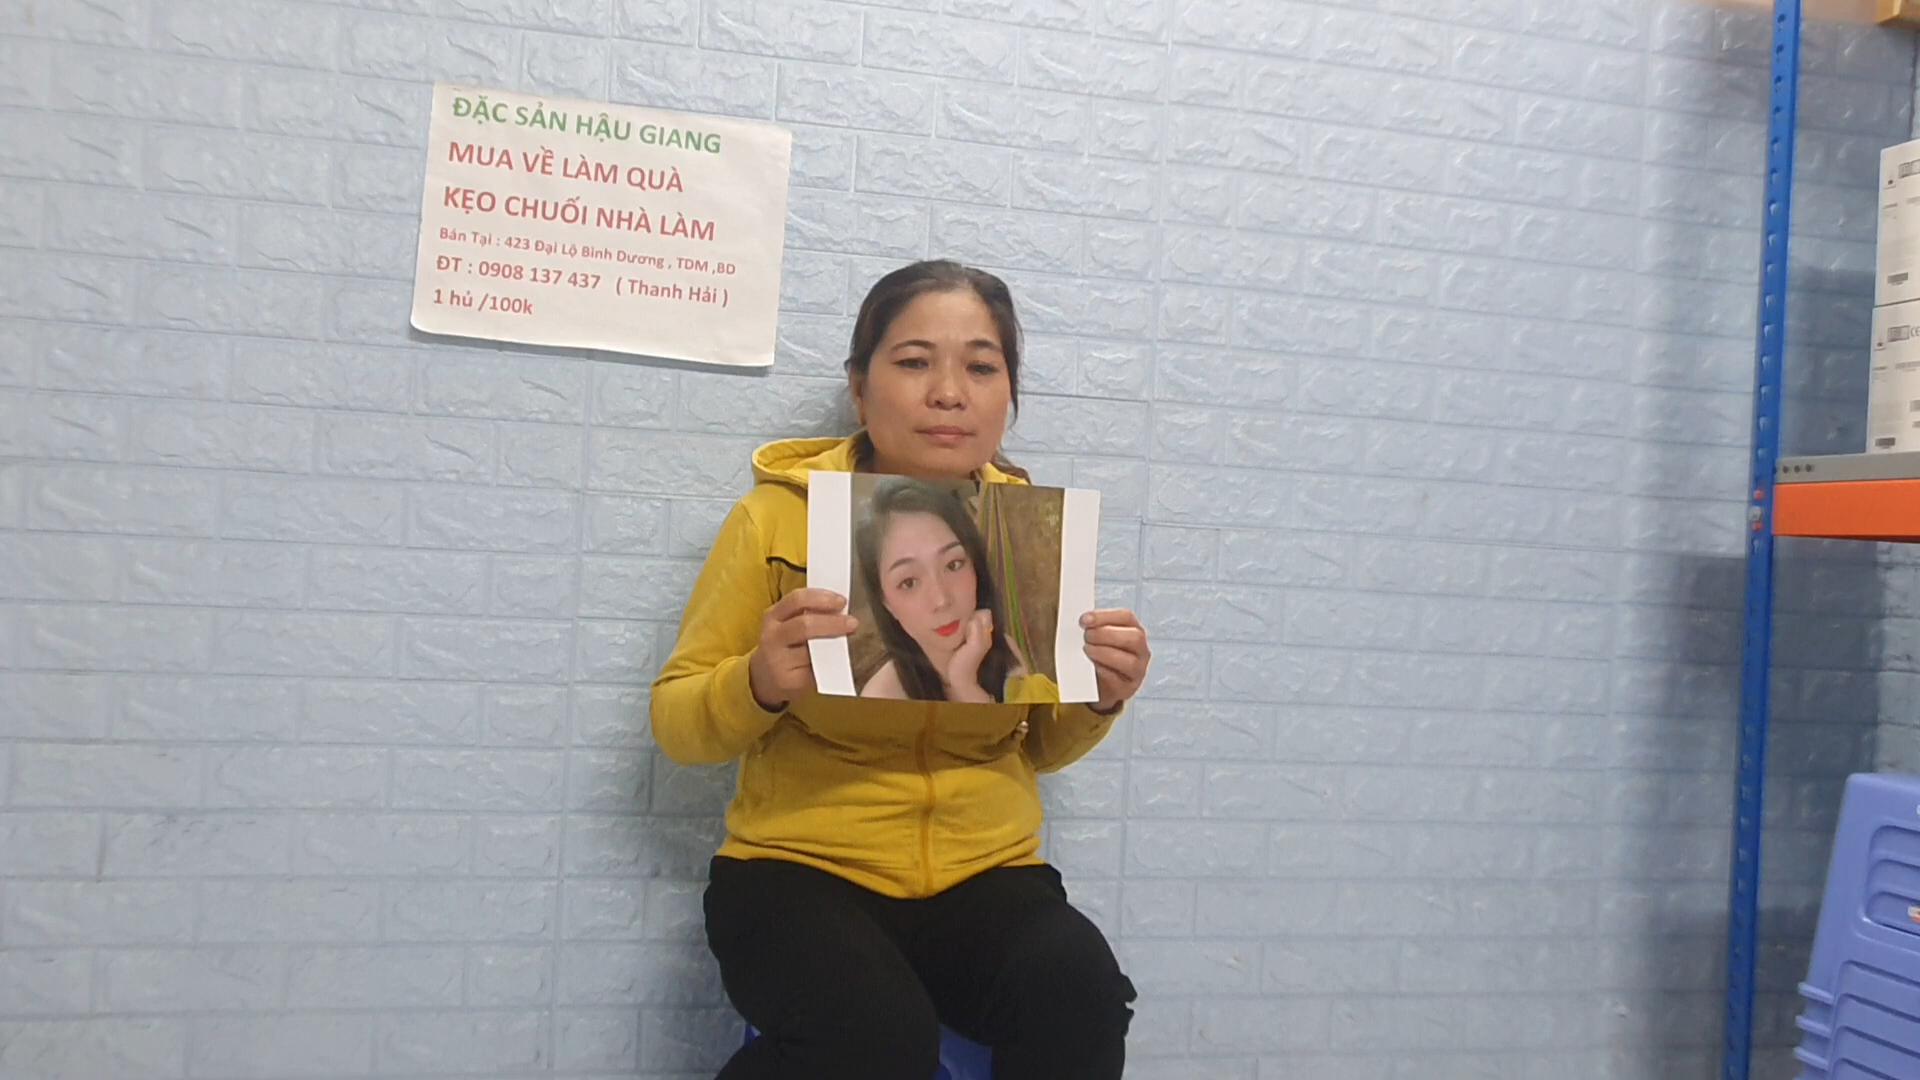 ĐẶC SẢN HẬU GIANG
MUA VỀ LÀM QUÀ
KẸO CHUỐI NHÀ LÀM
Bán Tại : 423 Đại Lộ Bình Dương , TDM ,BD
ĐT : 0908 137 437 ( Thanh Hải )
1 hủ /100k